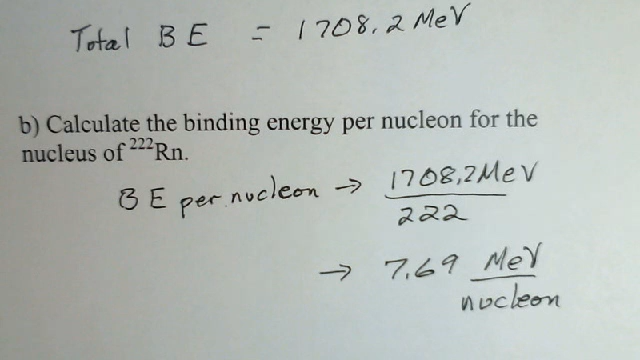 Total BE = 1708.2 MeV
b) Calculate the binding energy per nucleon for the
nucleus of ²²²Rn.
BE per nucleon → 1708.2MeV
222
→ 7.69 MeV
nucleon